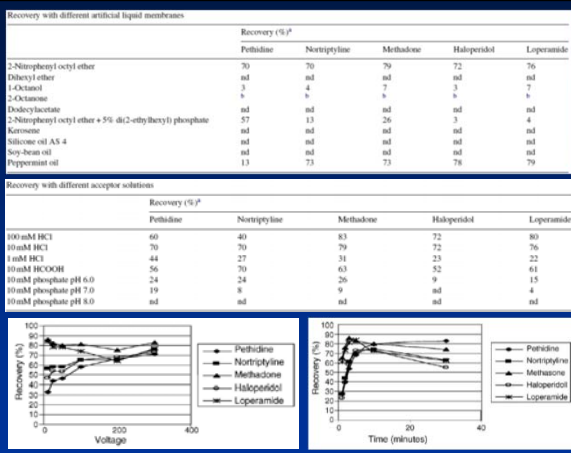 Recovery with different artificial liquid membranes
Recovery (%)a
Pethidine Nortriptyline Methadone Haloperidol Loperamide
2-Nitrophenyl octyl ether 70 70 79 72 76
Dihexyl ether nd nd nd nd nd
1-Octanol 3 4 7 3 7
2-Octanone b b b b b
Dodecylacetate nd nd nd nd nd
2-Nitrophenyl octyl ether + 5% di(2-ethylhexyl) phosphate 57 13 26 3 4
Kerosene nd nd nd nd nd
Silicone oil AS 4 nd nd nd nd nd
Soy-bean oil nd nd nd nd nd
Peppermint oil 13 73 73 78 79
Recovery with different acceptor solutions
Recovery (%)a
Pethidine Nortriptyline Methadone Haloperidol Loperamide
100 mM HCl 60 40 83 72 80
10 mM HCl 70 70 79 72 76
1 mM HCl 44 27 31 23 22
10 mM HCOOH 56 70 63 52 61
10 mM phosphate pH 6.0 24 24 26 9 15
10 mM phosphate pH 7.0 19 8 9 nd 4
10 mM phosphate pH 8.0 nd nd nd nd nd
Recovery (%)
100
90
80
70
60
50
40
30
20
10
0
0 200 400
Voltage
Pethidine
Nortriptyline
Methadone
Haloperidol
Loperamide
Recovery (%)
100
90
80
70
60
50
40
30
20
10
0
0 20 40
Time (minutes)
Pethidine
Nortriptyline
Methasone
Haloperidoll
Loperamide